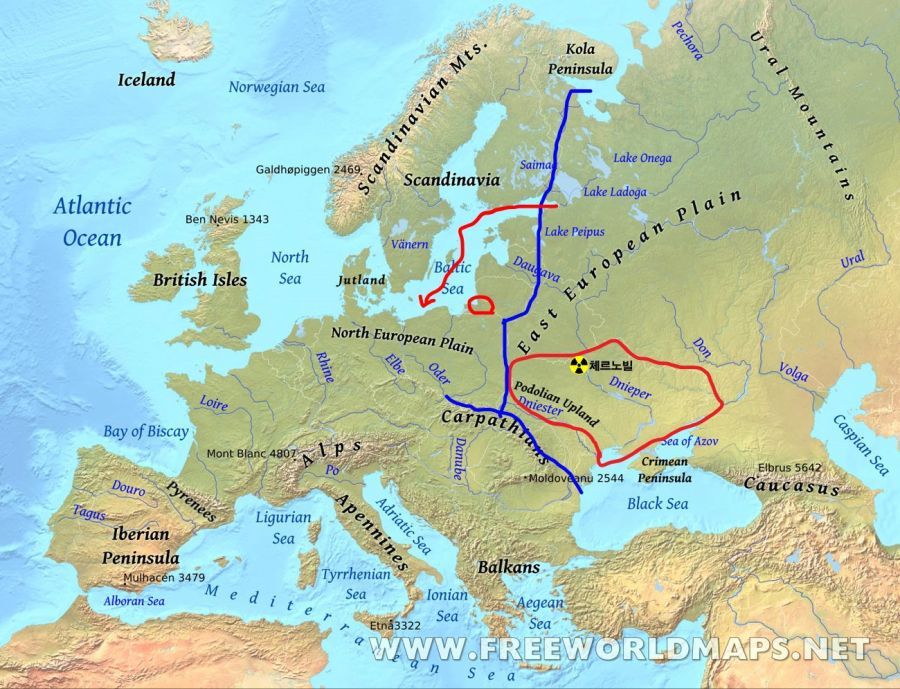 Iceland
Norwegian Sea
Kola
Peninsula
Pechora
Ural Mountains
Scandinavian Mts.
Galdhøpiggen 2469
Scandinavia
Saimaa
Lake Onega
Lake Ladoga
Atlantic
Ocean
Ben Nevis 1343
North
Sea
Vänern
Lake Peipus
East European Plain
British Isles
Jutland
Baltic
Sea
Daugava
Ural
North European Plain
Rhine
Elbe
Oder
체르노빌
Don
Volga
Loire
Podolian Upland
Dnieper
Dniester
Carpathians
Bay of Biscay
Mont Blanc 4807
Alps
Po
Danube
Sea of Azov
Caspian Sea
Crimean
Peninsula
Elbrus 5642
Caucasus
Moldoveanu 2544
Douro
Tagus
Pyrenees
Ligurian
Sea
Apennines
Adriatic Sea
Black Sea
Iberian
Peninsula
Mulhacén 3479
Alboran Sea
Tyrrhenian
Sea
Balkans
Ionian
Sea
Aegean
Sea
Etna3322
Mediterranean Sea
WWW.FREEWORLDMAPS.NET